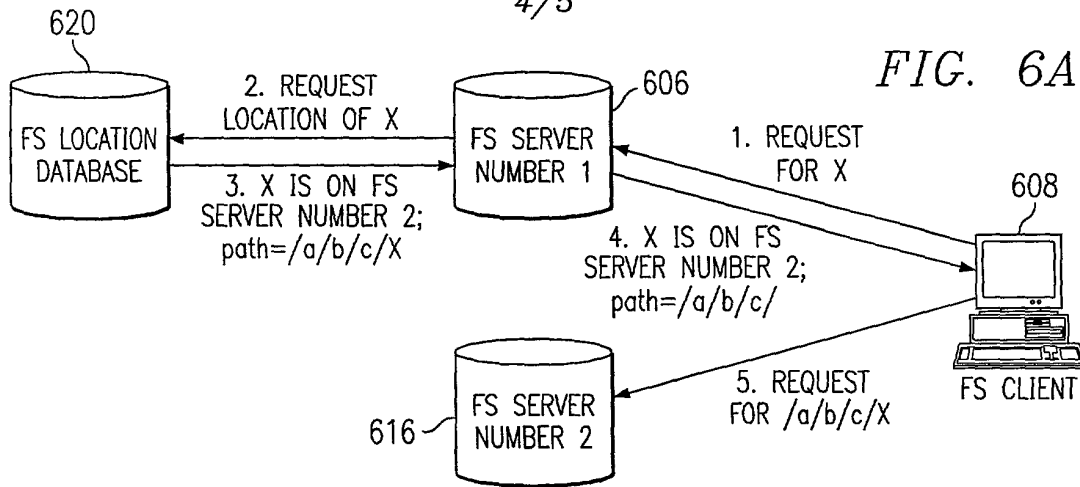 4/5
620
FIG. 6A
2. REQUEST
LOCATION OF X
606
FS LOCATION
DATABASE
FS SERVER
NUMBER 1
1. REQUEST
FOR X
3. X IS ON FS
SERVER NUMBER 2;
path=/a/b/c/X
608
4. X IS ON FS
SERVER NUMBER 2;
path=/a/b/c/
FS SERVER
NUMBER 2
616
5. REQUEST
FOR /a/b/c/X
FS CLIENT